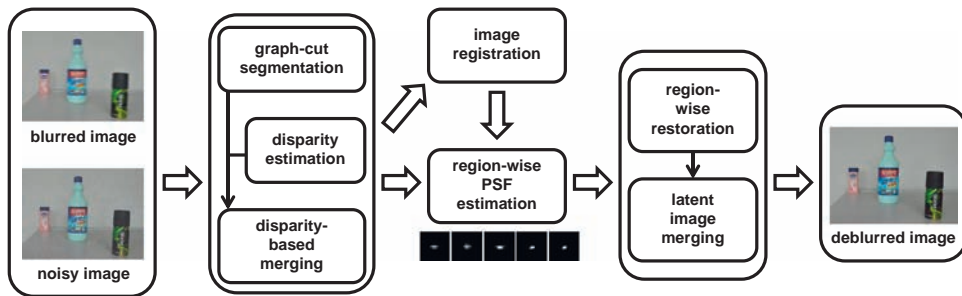 blurred image
noisy image
graph-cut
segmentation
disparity
estimation
disparity-
based
merging
image
registration
region-wise
PSF
estimation
region-
wise
restoration
latent
image
merging
deblurred image